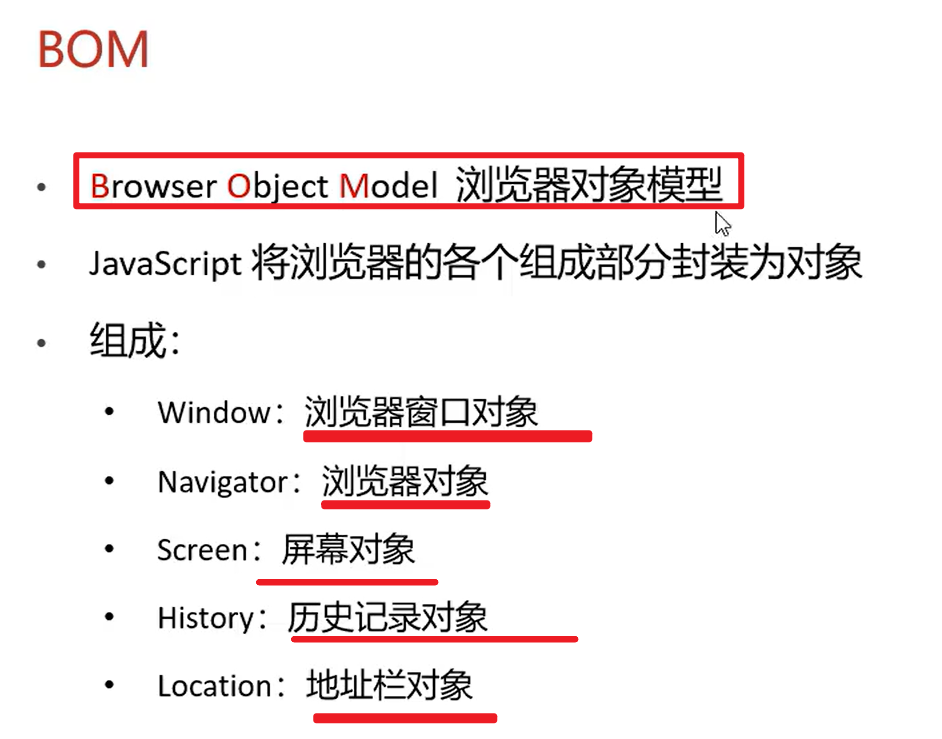 BOM
Browser Object Model 浏览器对象模型
JavaScript 将浏览器的各个组成部分封装为对象
组成：
Window：浏览器窗口对象
Navigator：浏览器对象
Screen：屏幕对象
History：历史记录对象
Location：地址栏对象